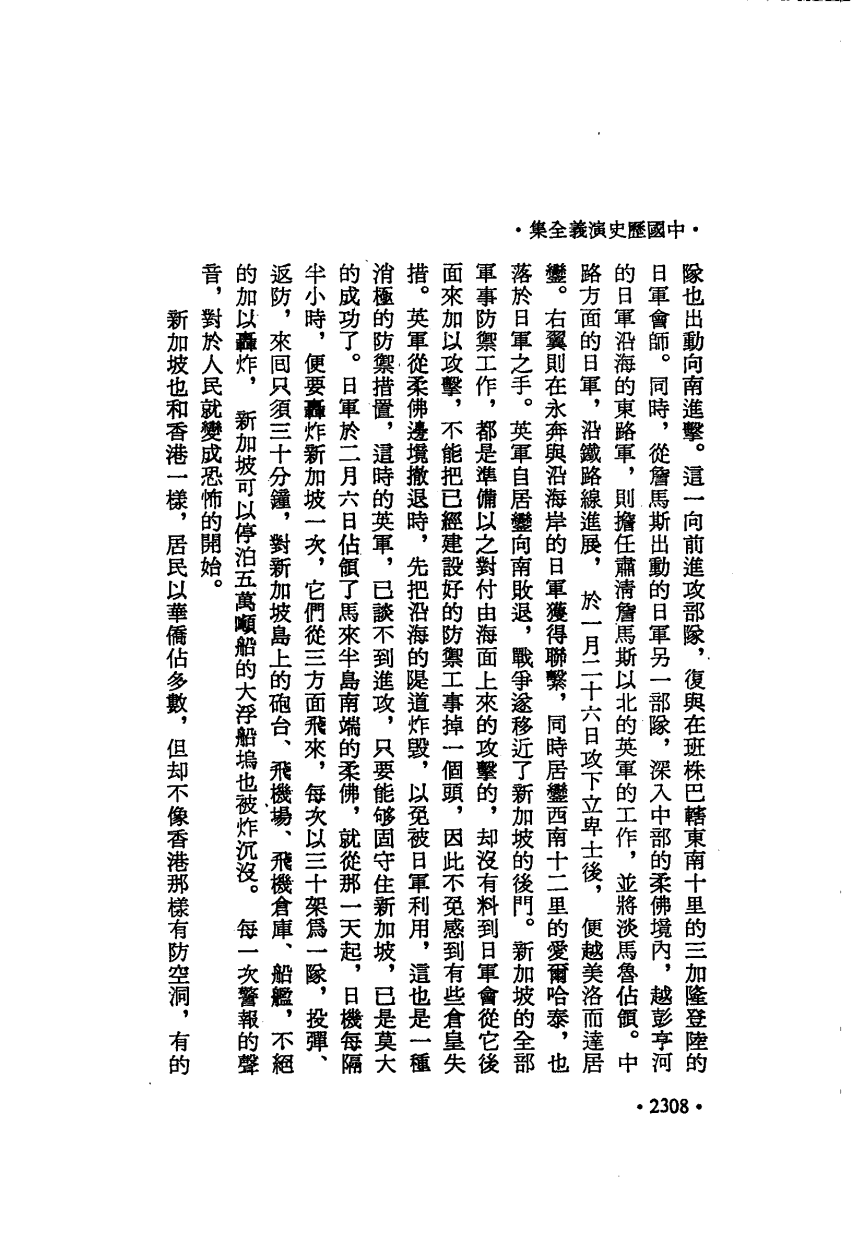 ·中國歷史演義全集·
隊也出動向南進擊。這一向前進攻部隊，復與在班株巴轄東南十里的三加隆登陸的
日軍會師。同時，從詹馬斯出動的日軍另一部隊，深入中部的柔佛境內，越彭亨河
的日軍沿海的東路軍，則擔任肅清詹馬斯以北的英軍的工作，並將淡馬魯佔領。中
路方面的日軍，沿鐵路線進展，於一月二十六日攻下立卑士後，便越美洛而達居
鑾。右翼則在永奔與沿海岸的日軍獲得聯繫，同時居鑾西南十二里的愛爾哈泰，也
落於日軍之手。英軍自居鑾向南敗退，戰爭遂移近了新加坡的後門。新加坡的全部
軍事防禦工作，都是準備以之對付由海面上來的攻擊的，却沒有料到日軍會從它後
面來加以攻擊，不能把已經建設好的防禦工事掉一個頭，因此不免感到有些倉皇失
措。英軍從柔佛邊境撤退時，先把沿海的隄道炸毀，以免被日軍利用，這也是一種
消極的防禦措置，這時的英軍，已談不到進攻，只要能够固守住新加坡，已是莫大
的成功了。日軍於二月六日佔領了馬來半島南端的柔佛，就從那一天起，日機每隔
半小時，便要轟炸新加坡一次，它們從三方面飛來，每次以三十架爲一隊，投彈、
返防，來回只須三十分鐘，對新加坡島上的砲台、飛機場、飛機倉庫、船艦，不絕
的加以轟炸，新加坡可以停泊五萬噸船的大浮船塢也被炸沉沒。每一次警報的聲
音，對於人民就變成恐怖的開始。
新加坡也和香港一樣，居民以華僑佔多數，但却不像香港那樣有防空洞，有的
·2308·